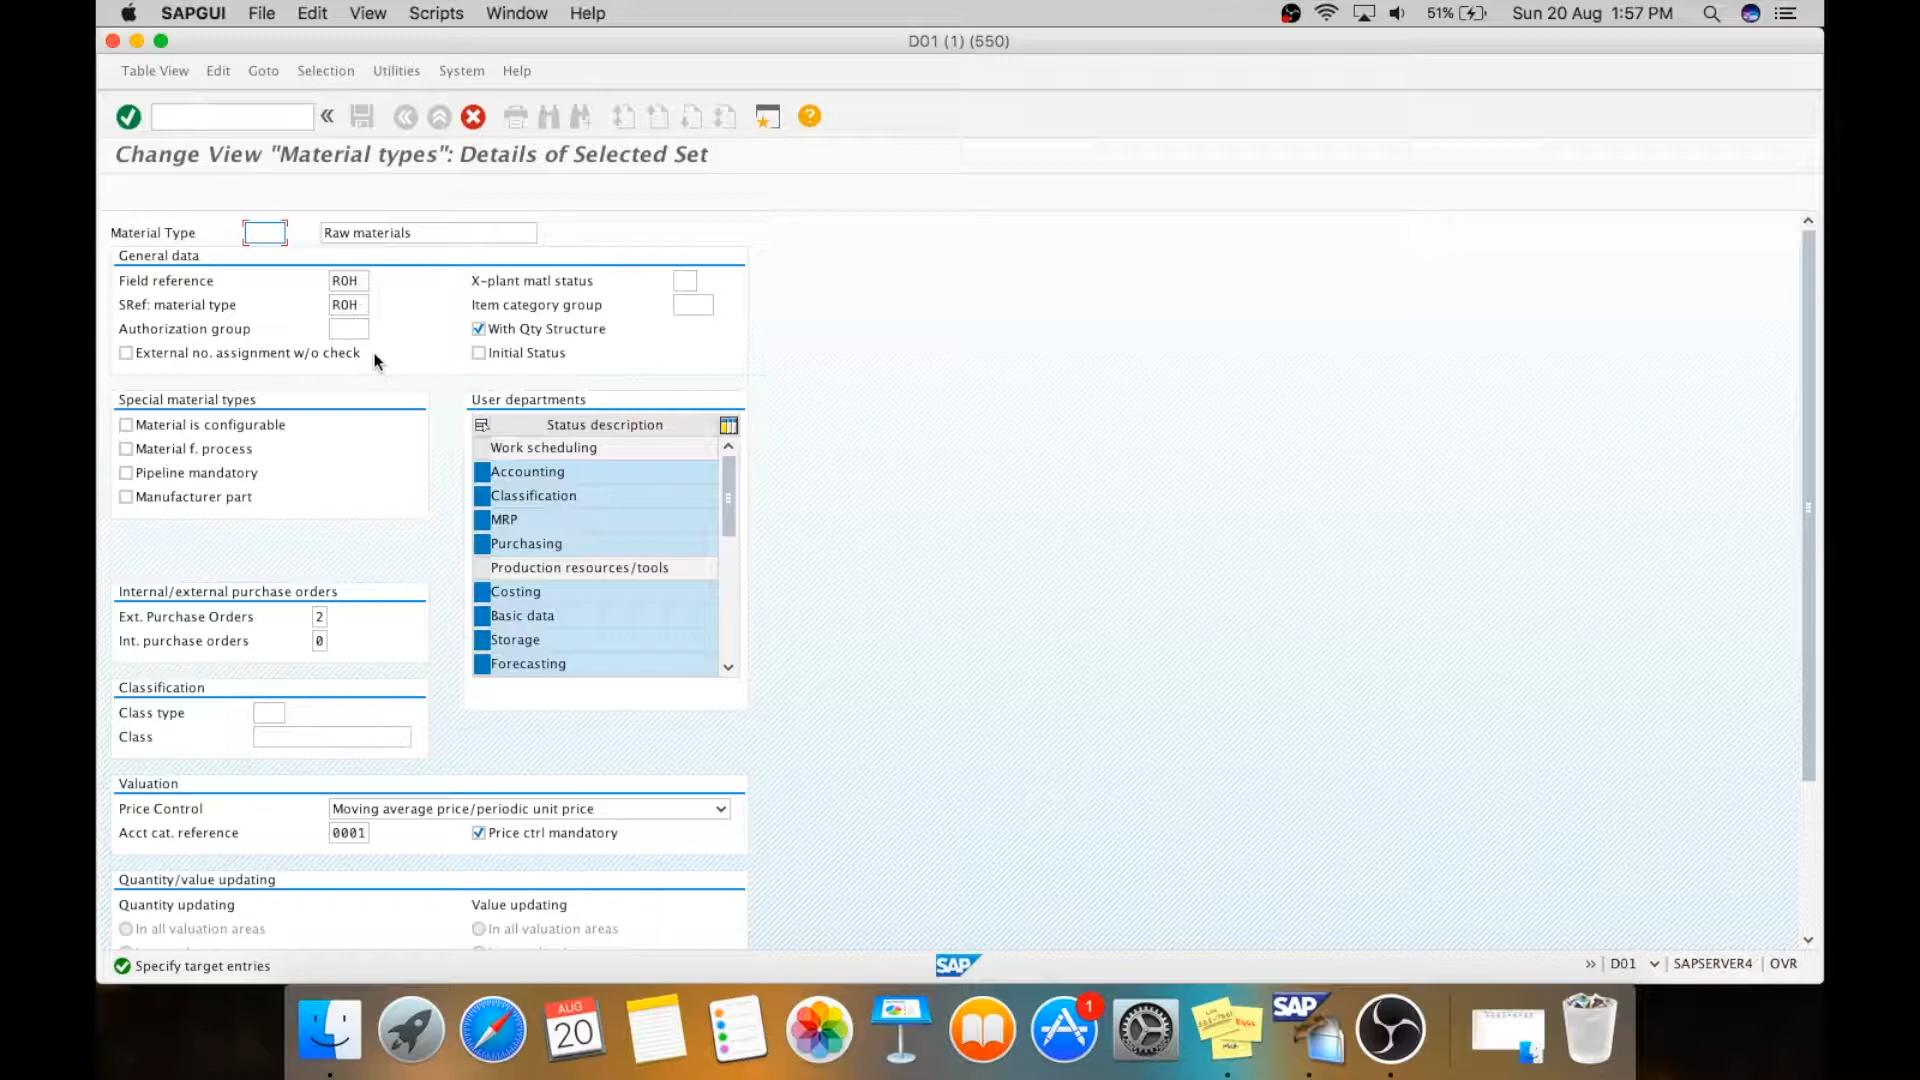 SAPGUI File Edit View Scripts Window Help 51% Sun 20 Aug 1:57 PM
D01 (1) (550)
Table View Edit Goto Selection Utilities System Help
Change View "Material types": Details of Selected Set
Material Type Raw materials
General data
Field reference ROH X-plant matl status
SRef: material type ROH Item category group
Authorization group With Qty Structure
External no. assignment w/o check Initial Status
Special material types
Material is configurable
Material f. process
Pipeline mandatory
Manufacturer part
User departments
Status description
Work scheduling
Accounting
Classification
MRP
Purchasing
Production resources/tools
Costing
Basic data
Storage
Forecasting
Internal/external purchase orders
Ext. Purchase Orders 2
Int. purchase orders 0
Classification
Class type
Class
Valuation
Price Control Moving average price/periodic unit price
Acct cat. reference 0001 Price ctrl mandatory
Quantity/value updating
Quantity updating Value updating
In all valuation areas In all valuation areas
Specify target entries SAP D01 SAPSERVER4 OVR
AUG
20
1
SAP